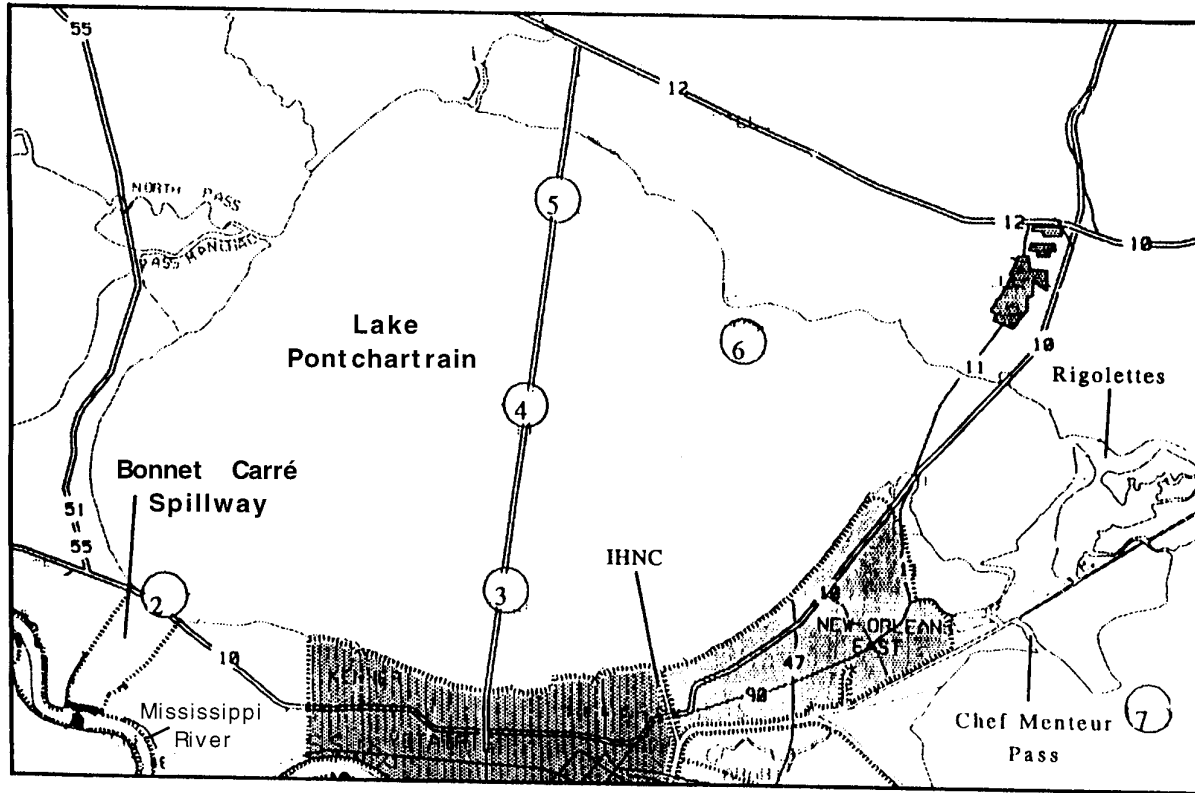 55
12
NORTH PASS
PASS MANCHAC
5
12
10
Lake
Pontchartrain
6
10
11
Rigolettes
4
Bonnet Carré
Spillway
51
55
IHNC
3
2
10
10
NEW ORLEANS
EAST
47
90
Mississippi
River
Chef Menteur
Pass
7